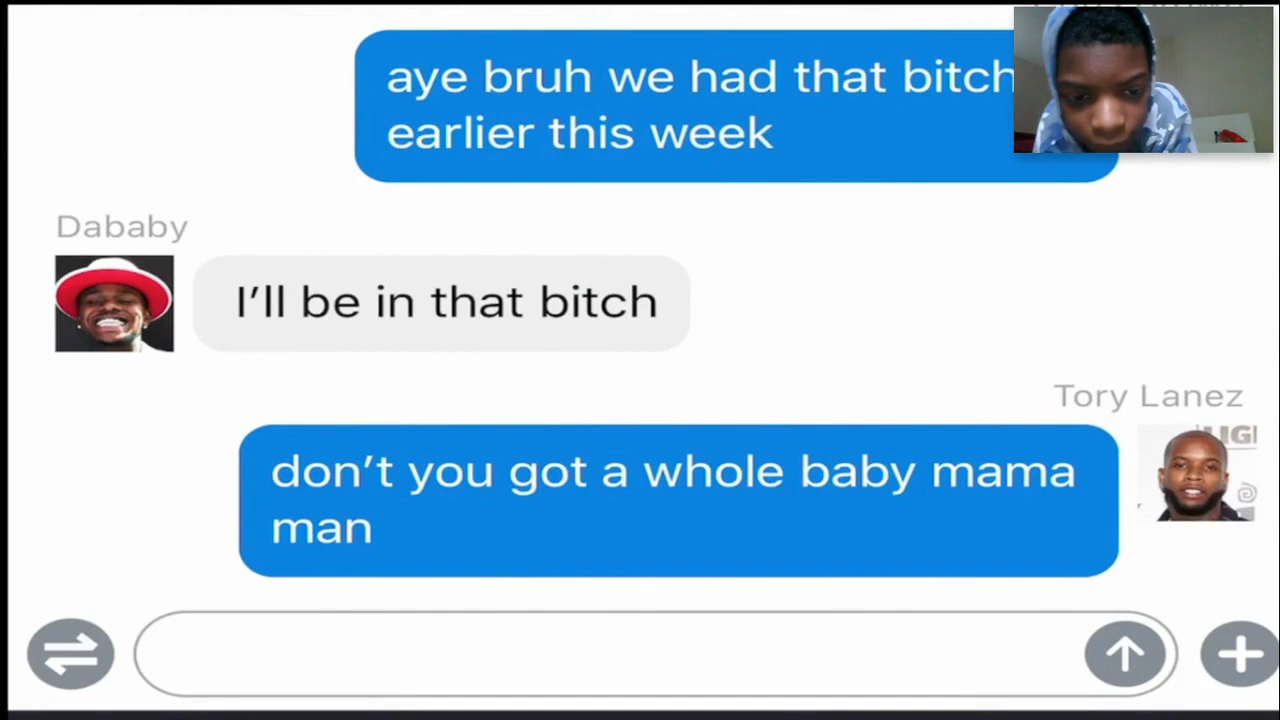 aye bruh we had that bitch
earlier this week
Dababy
I'll be in that bitch
Tory Lanez
don't you got a whole baby mama
man